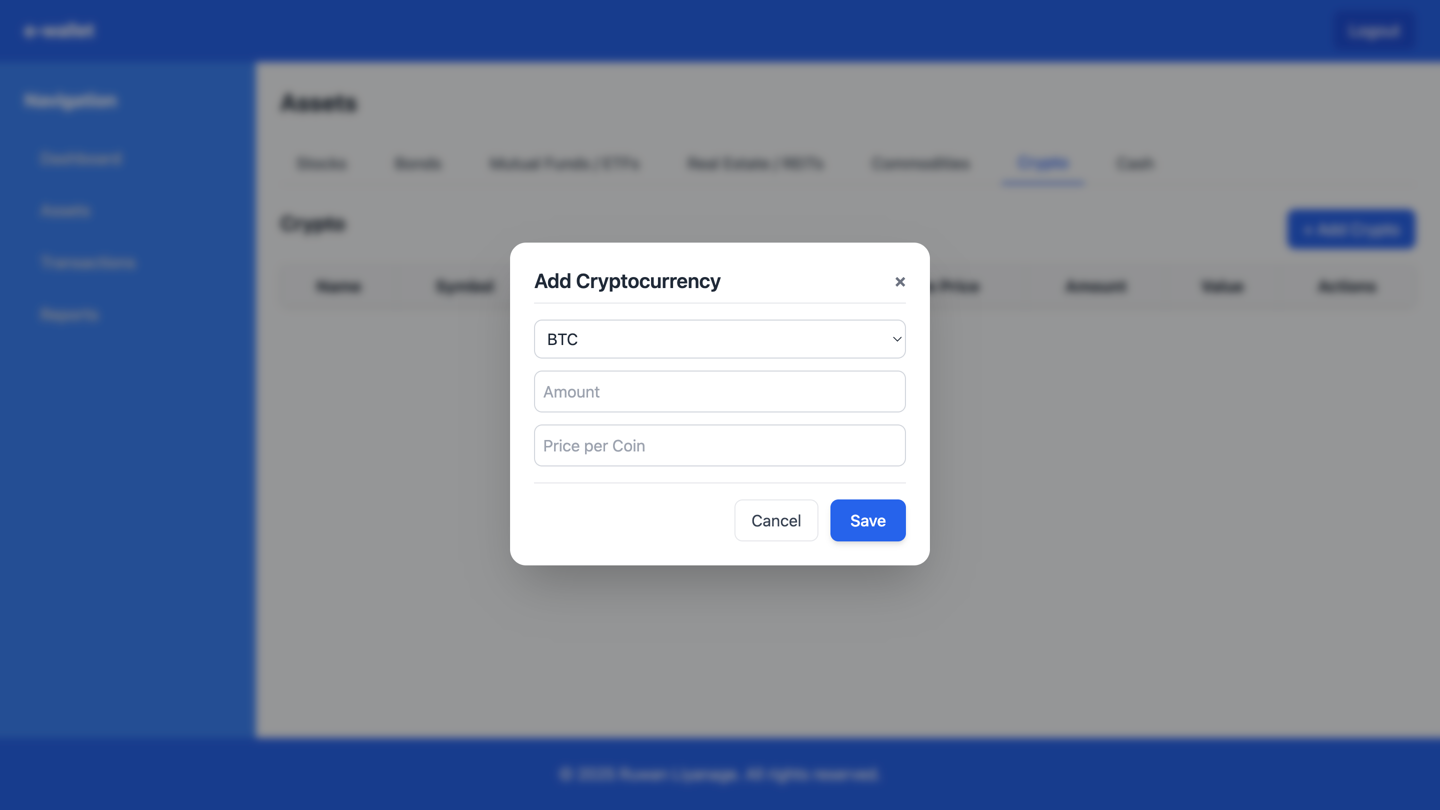 e-wallet
Logout
Navigation
Dashboard
Assets
Transactions
Reports
Assets
Stocks Bonds Mutual Funds / ETFs Real Estate / REITs Commodities Crypto Cash
Crypto
+ Add Crypto
Name Symbol Price Amount Value Actions
Add Cryptocurrency
×
BTC
Amount
Price per Coin
Cancel Save
© 2025 Ruwan Liyanage. All rights reserved.